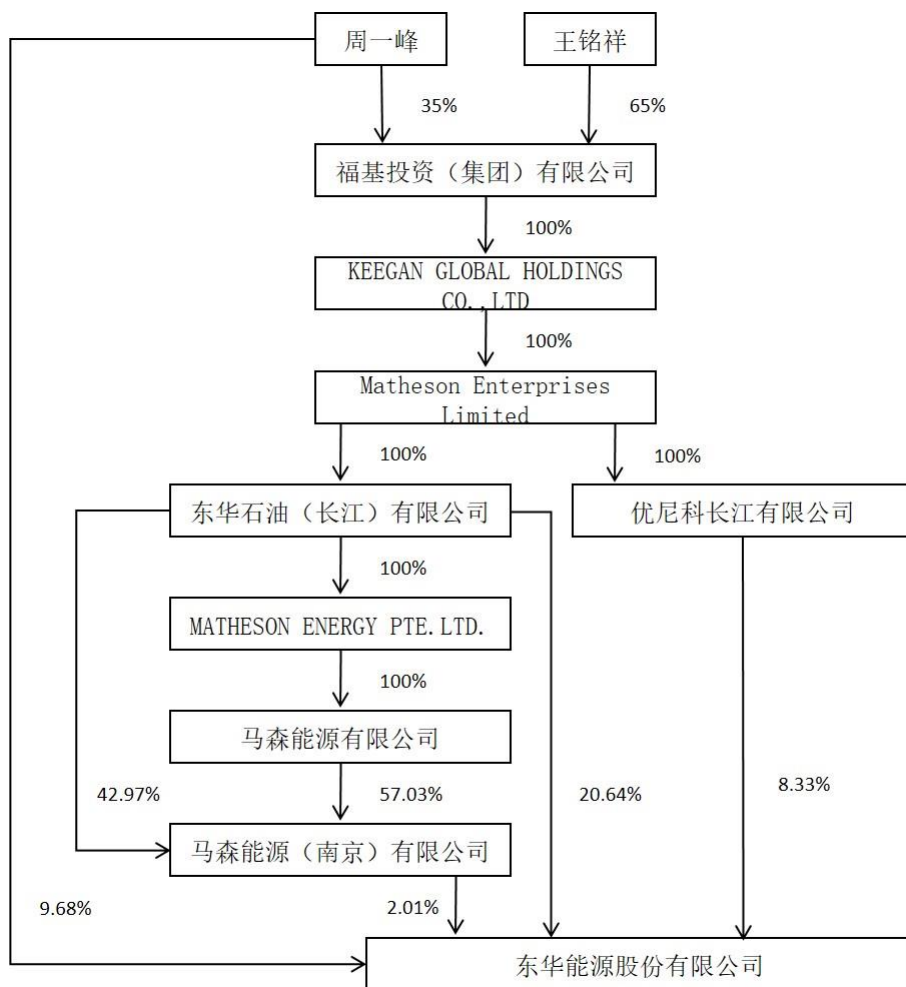 周一峰
王铭祥
35%
65%
福基投资（集团）有限公司
100%
KEEGAN GLOBAL HOLDINGS
CO.,LTD
100%
Matheson Enterprises
Limited
100%
100%
东华石油（长江）有限公司
优尼科长江有限公司
100%
MATHESON ENERGY PTE.LTD.
100%
马森能源有限公司
42.97%
57.03%
20.64%
8.33%
马森能源（南京）有限公司
9.68%
2.01%
东华能源股份有限公司